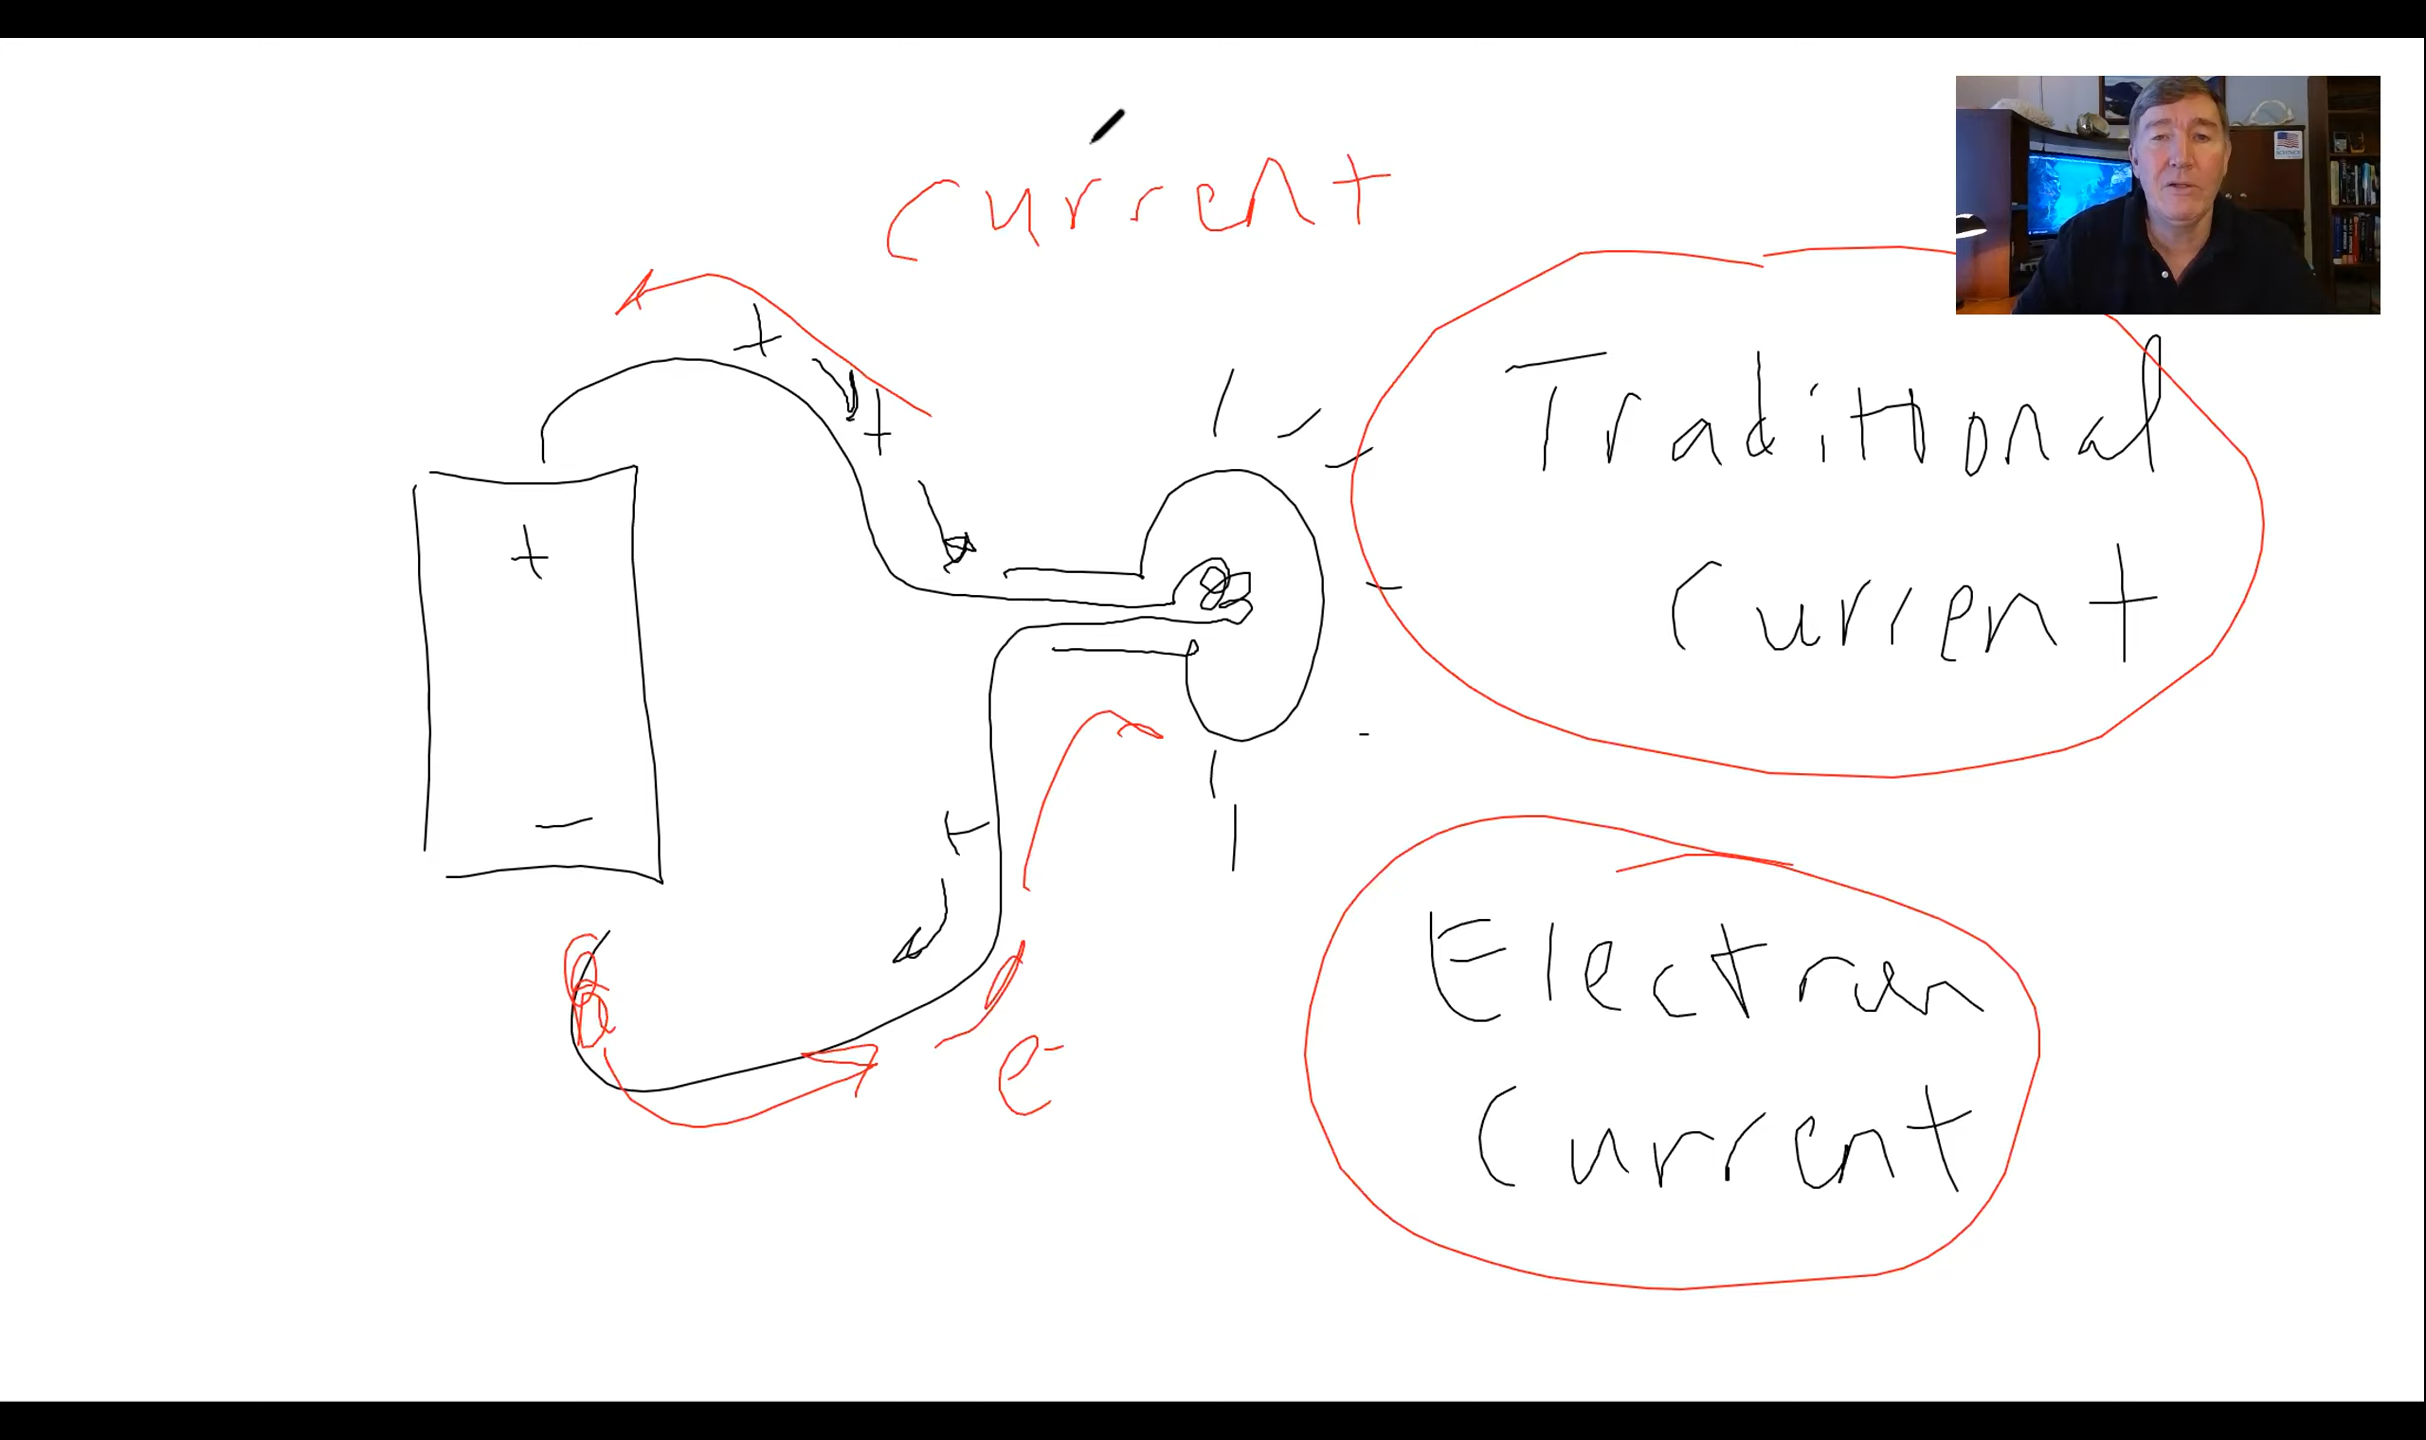 Current
+
+
Traditional
Current
+
-
+
e-
Electron
Current